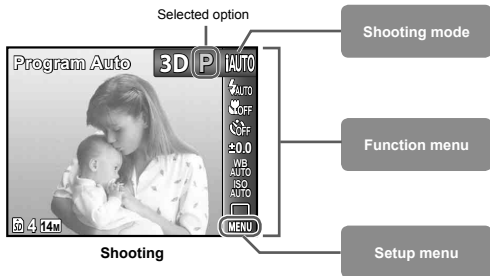 Selected option
Shooting mode
Program Auto
3D P iAUTO
AUTO
OFF
OFF
±0.0
WB
AUTO
ISO
AUTO
Function menu
SD 4 14M
MENU
Shooting
Setup menu